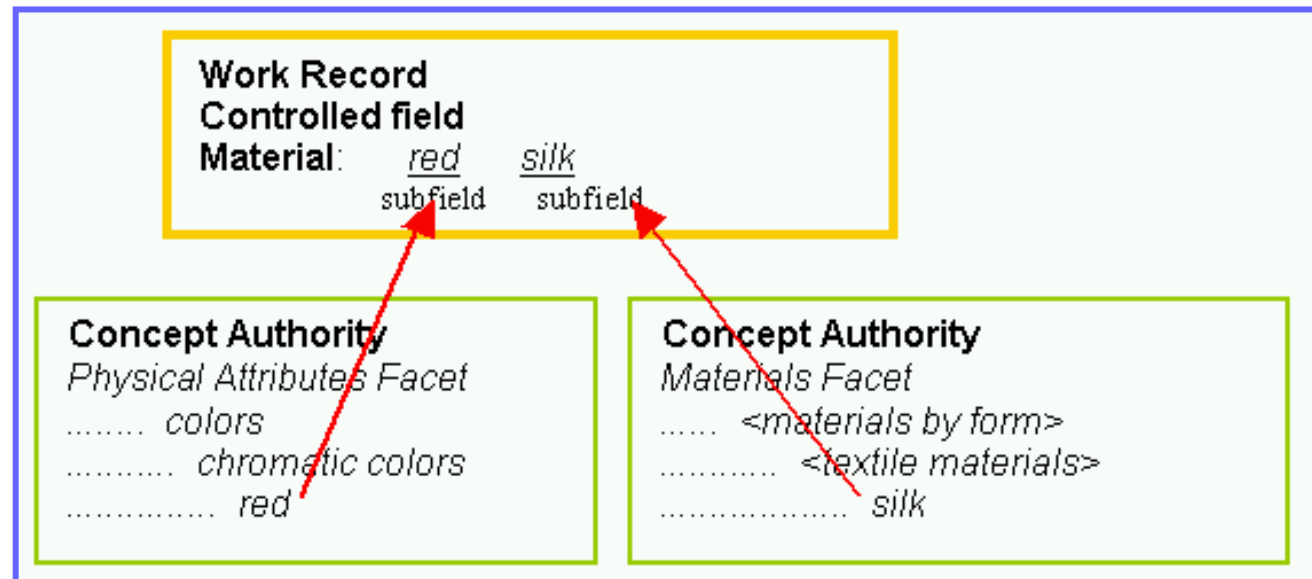 Work Record
Controlled field
Material: red silk
subfield subfield
Concept Authority
Physical Attributes Facet
........ colors
........... chromatic colors
............... red
Concept Authority
Materials Facet
...... <materials by form>
............ <textile materials>
................... silk